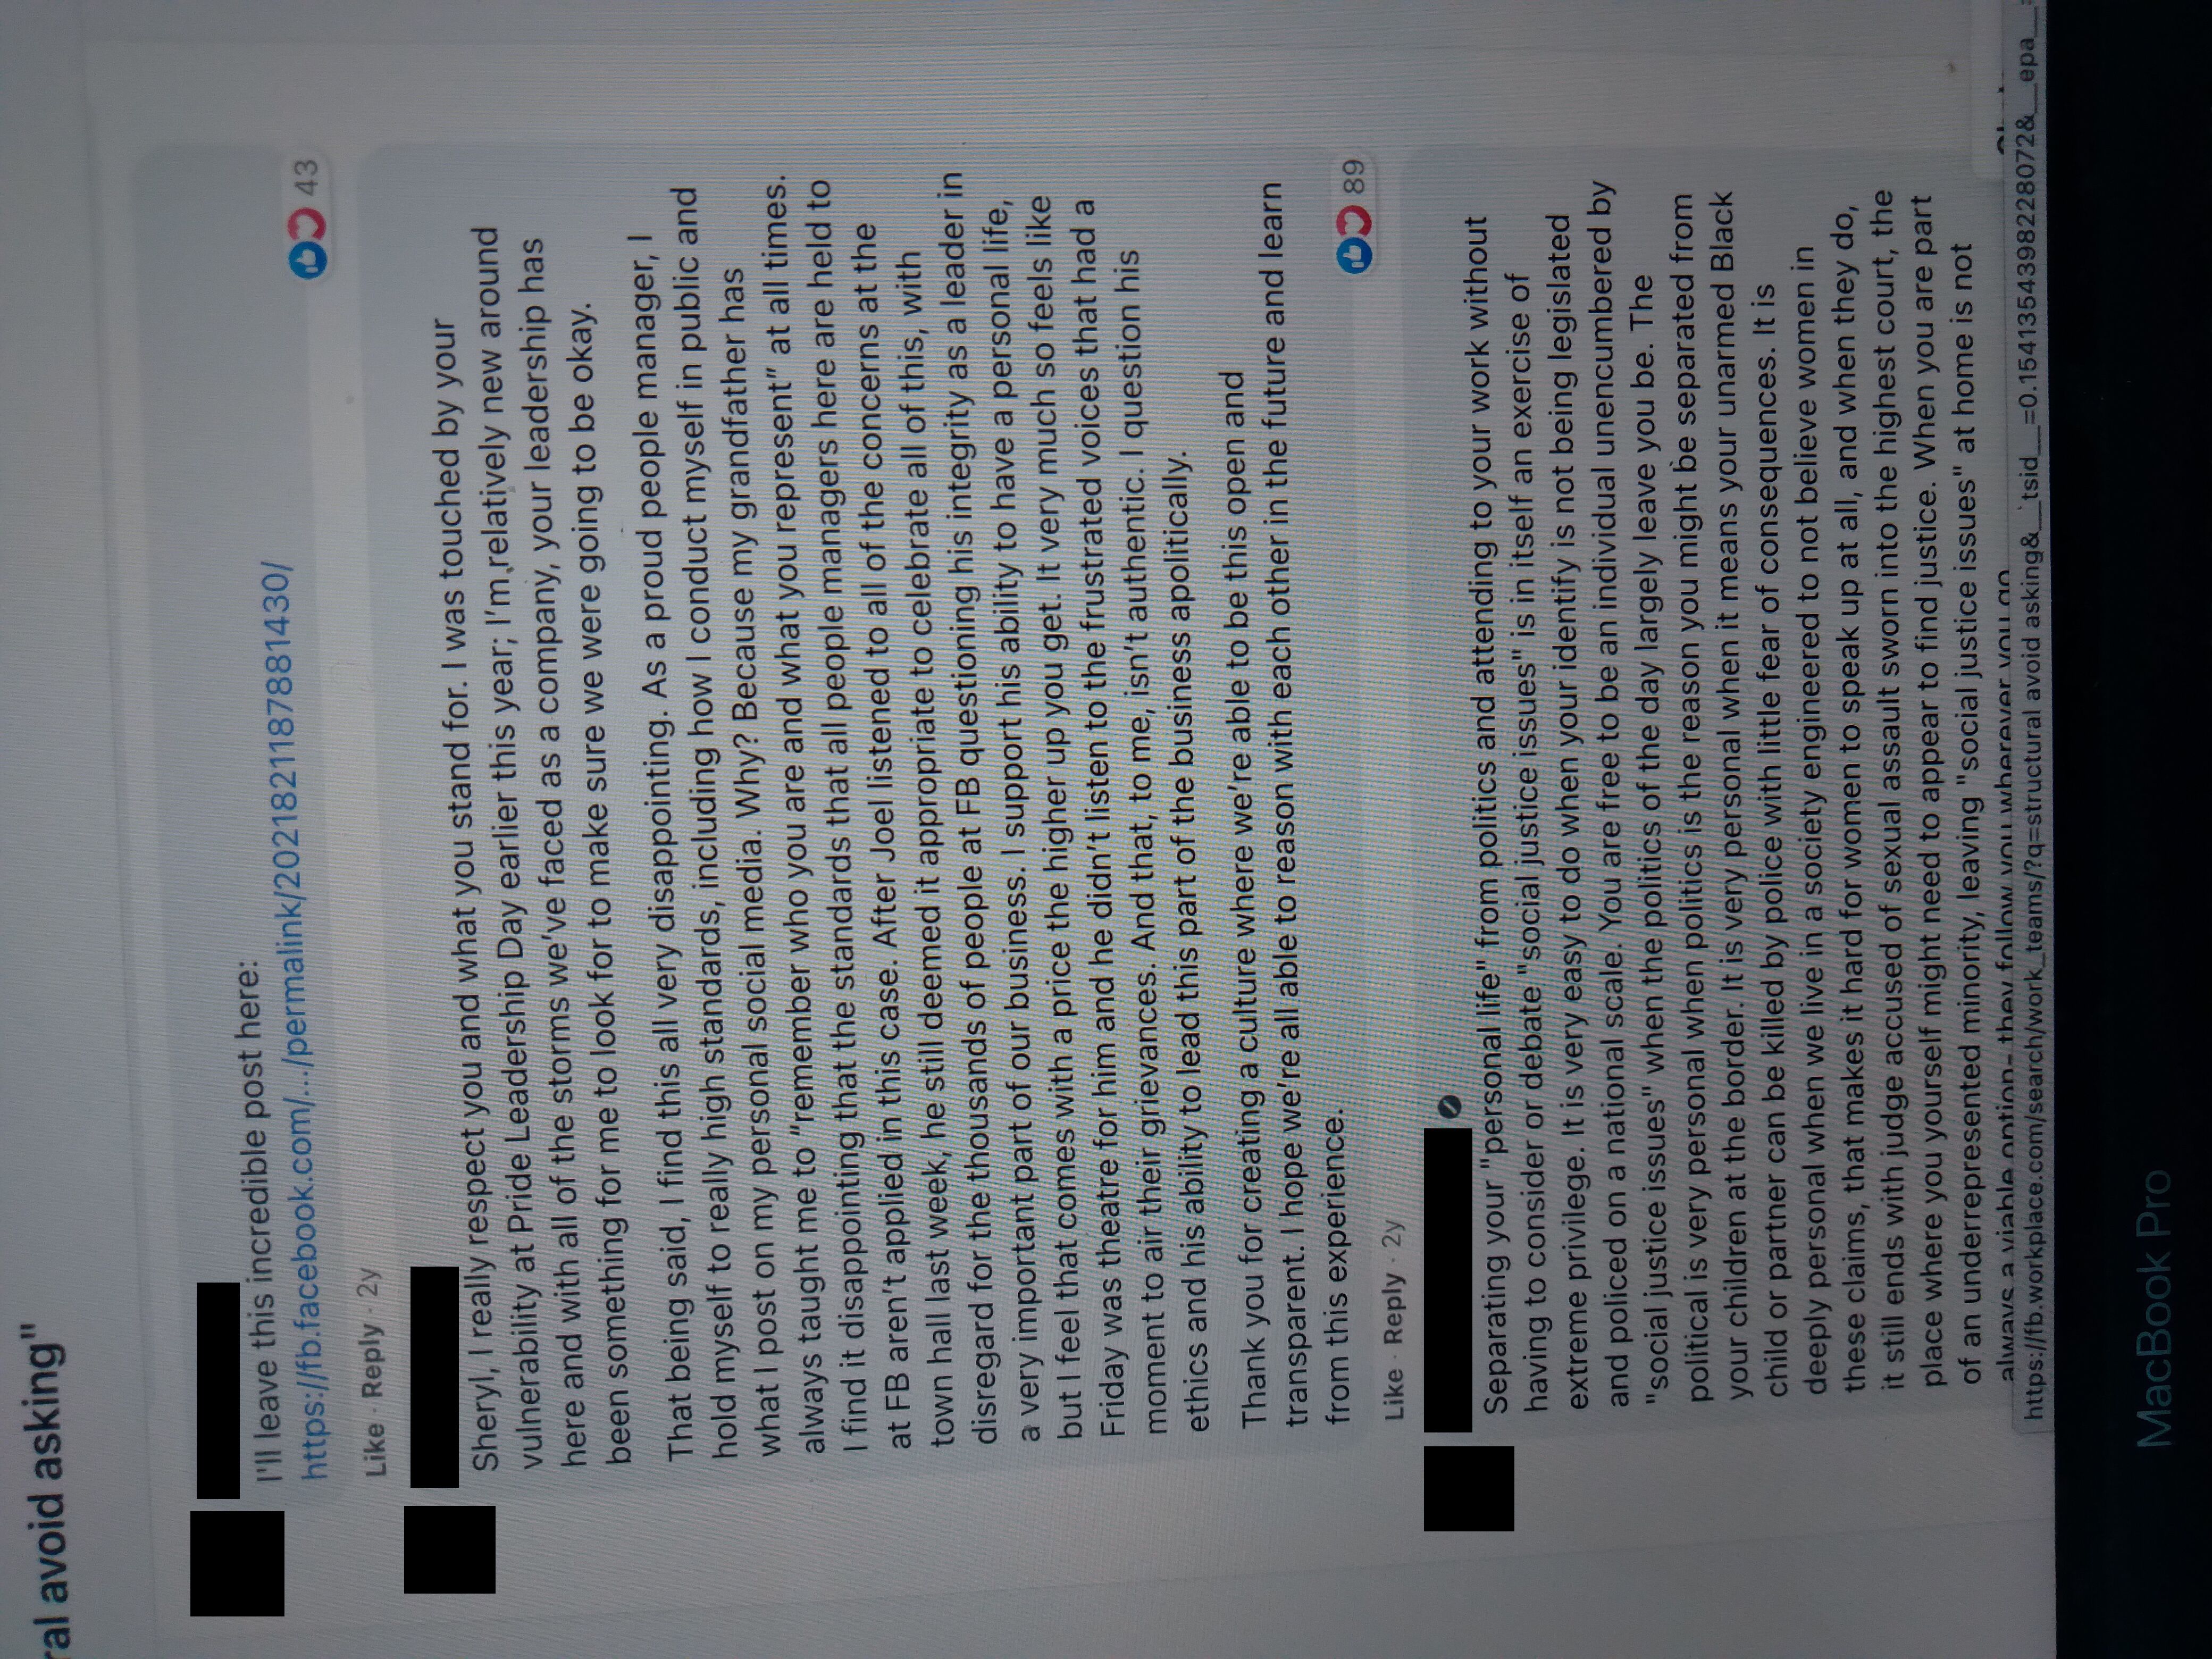 ral avoid asking"
I'll leave this incredible post here:
https://fb.facebook.com/.../permalink/2021821187881430/
43
Like · Reply · 2y
Sheryl, I really respect you and what you stand for. I was touched by your
vulnerability at Pride Leadership Day earlier this year; I'm relatively new around
here and with all of the storms we've faced as a company, your leadership has
been something for me to look for to make sure we were going to be okay.
That being said, I find this all very disappointing. As a proud people manager, I
hold myself to really high standards, including how I conduct myself in public and
what I post on my personal social media. Why? Because my grandfather has
always taught me to "remember who you are and what you represent" at all times.
I find it disappointing that the standards that all people managers here are held to
at FB aren't applied in this case. After Joel listened to all of the concerns at the
town hall last week, he still deemed it appropriate to celebrate all of this, with
disregard for the thousands of people at FB questioning his integrity as a leader in
a very important part of our business. I support his ability to have a personal life,
but I feel that comes with a price the higher up you get. It very much so feels like
Friday was theatre for him and he didn't listen to the frustrated voices that had a
moment to air their grievances. And that, to me, isn't authentic. I question his
ethics and his ability to lead this part of the business apolitically.
Thank you for creating a culture where we're able to be this open and
transparent. I hope we're all able to reason with each other in the future and learn
from this experience.
89
Like · Reply · 2y
Separating your "personal life" from politics and attending to your work without
having to consider or debate "social justice issues" is in itself an exercise of
extreme privilege. It is very easy to do when your identify is not being legislated
and policed on a national scale. You are free to be an individual unencumbered by
"social justice issues" when the politics of the day largely leave you be. The
political is very personal when politics is the reason you might be separated from
your children at the border. It is very personal when it means your unarmed Black
child or partner can be killed by police with little fear of consequences. It is
deeply personal when we live in a society engineered to not believe women in
these claims, that makes it hard for women to speak up at all, and when they do,
it still ends with judge accused of sexual assault sworn into the highest court, the
place where you yourself might need to appear to find justice. When you are part
of an underrepresented minority, leaving "social justice issues" at home is not
always a viable option- they follow you wherever you go
https://fb.workplace.com/search/work_teams/?q=structural avoid asking&__tsid__=0.15413543982228072&__epa__=
MacBook Pro